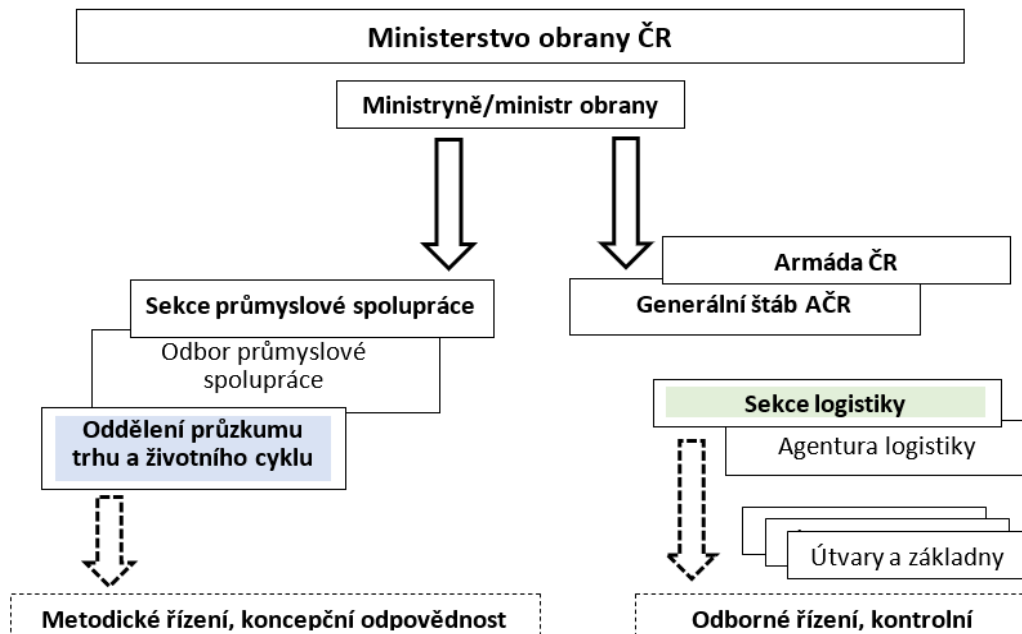 Ministerstvo obrany ČR
Ministryně/ministr obrany
Armáda ČR
Generální štáb AČR
Sekce průmyslové spolupráce
Odbor průmyslové
spolupráce
Oddělení průzkumu
trhu a životního cyklu
Sekce logistiky
Agentura logistiky
Útvary a základny
Metodické řízení, koncepční odpovědnost
Odborné řízení, kontrolní